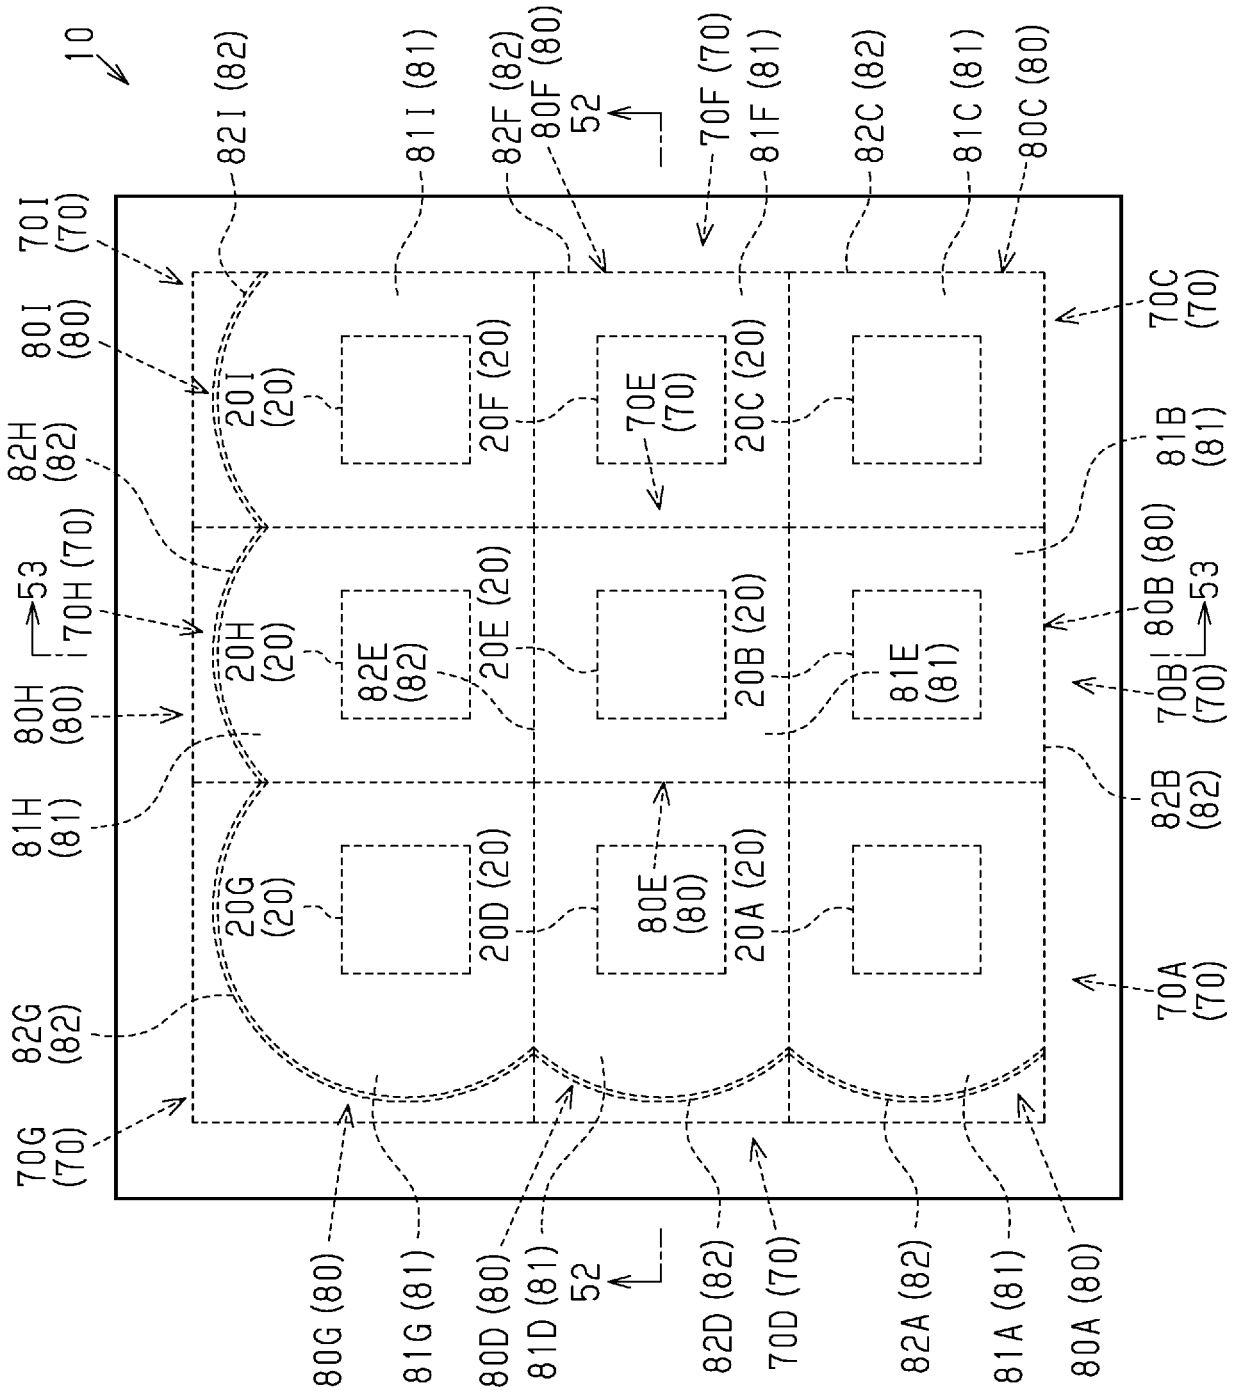 10
70G
(70)
82G
(82)
81H
(81)
80H
(80)
53
70H (70)
82H
(82)
80I
(80)
70I
(70)
82I (82)
20G
(20)
20H
(20)
20I
(20)
80G (80)
82E
(82)
81G (81)
81I (81)
80D (80)
20D (20)
20E (20)
20F (20)
82F (82)
81D (81)
80F (80)
52
52
80E
(80)
70E
(70)
82D (82)
70F (70)
20A (20)
20B (20)
20C (20)
81F (81)
70D (70)
82C (82)
82A (82)
81E
(81)
81C (81)
81A (81)
80C (80)
80A (80)
70A
(70)
70B
(70)
80B (80)
53
82B
(82)
81B
(81)
70C
(70)